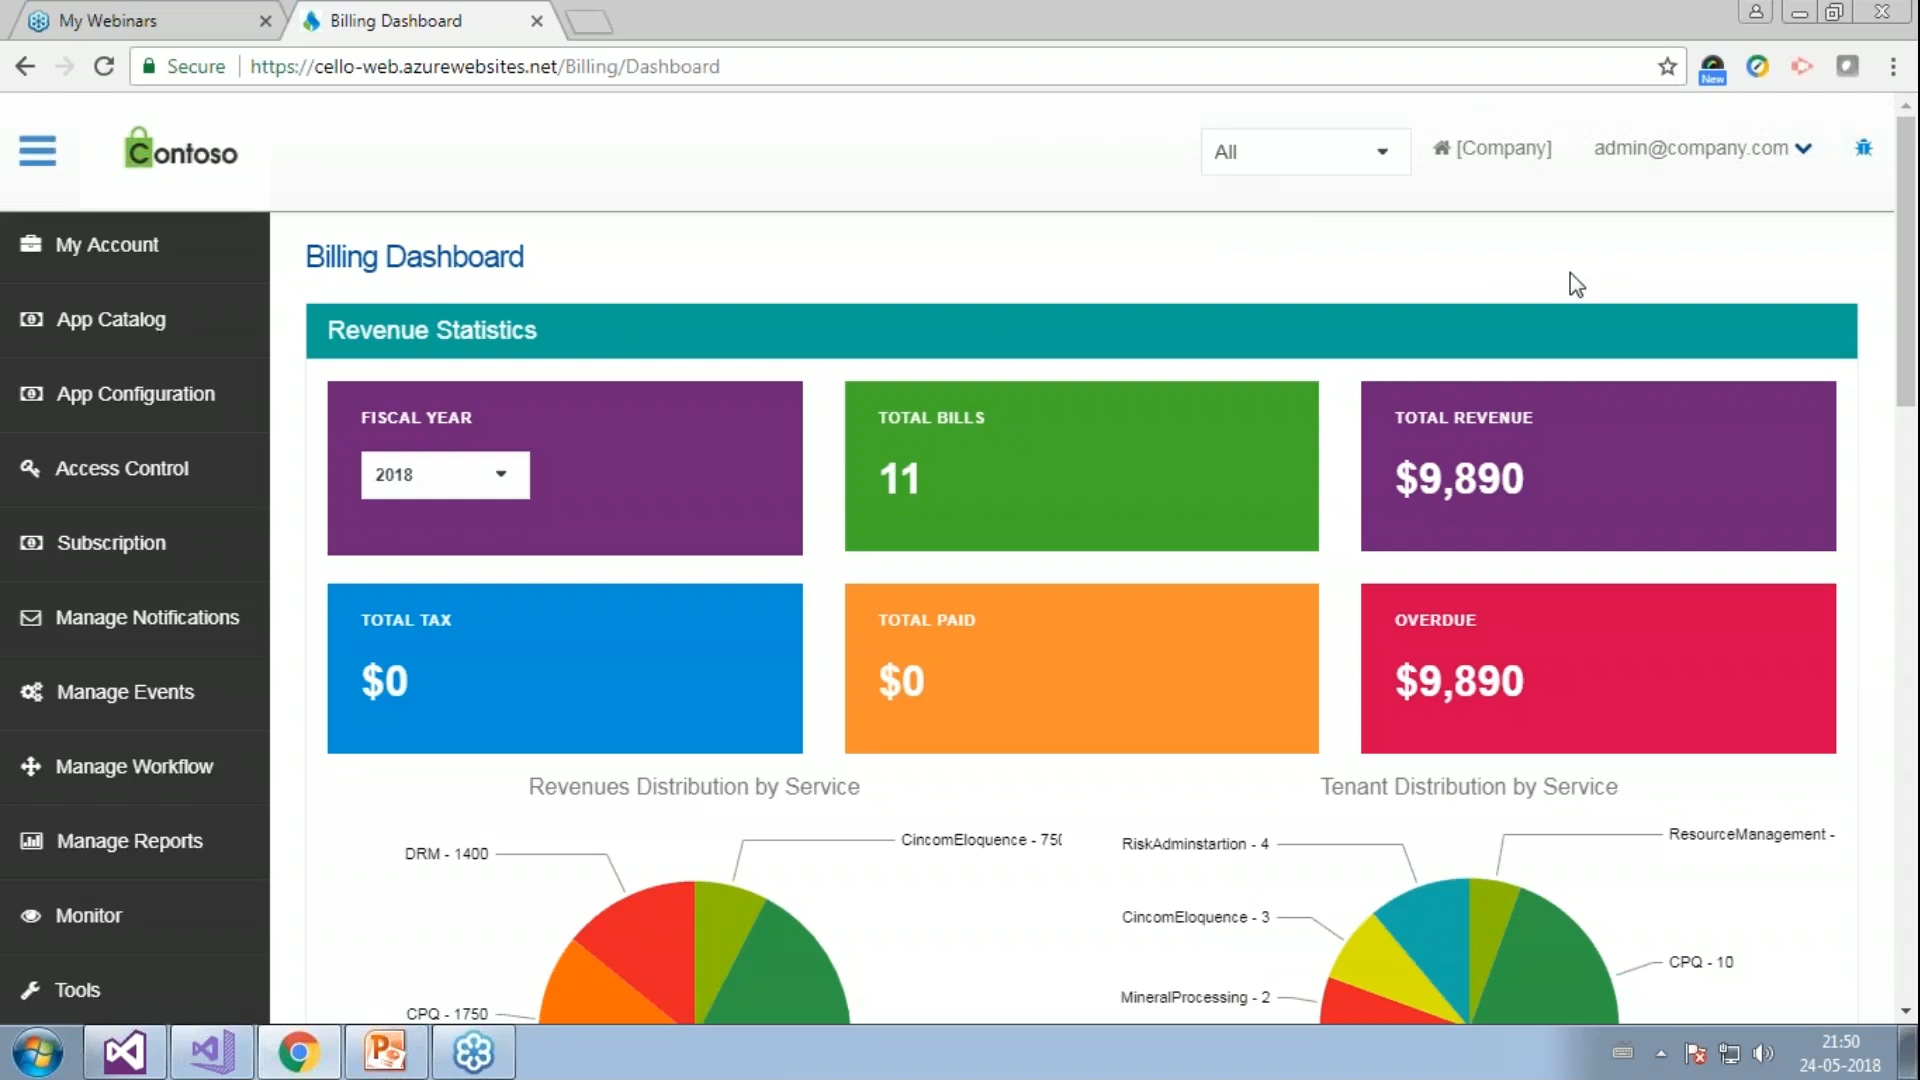 My Webinars
Billing Dashboard
Secure
https://cello-web.azurewebsites.net/Billing/Dashboard
New
Contoso
All
[Company]
admin@company.com
My Account
App Catalog
App Configuration
Access Control
Subscription
Manage Notifications
Manage Events
Manage Workflow
Manage Reports
Monitor
Tools
Billing Dashboard
Revenue Statistics
FISCAL YEAR
2018
TOTAL BILLS
11
TOTAL REVENUE
$9,890
TOTAL TAX
$0
TOTAL PAID
$0
OVERDUE
$9,890
Revenues Distribution by Service
DRM - 1400
CincomEloquence - 750
CPQ - 1750
Tenant Distribution by Service
RiskAdminstartion - 4
ResourceManagement -
CincomEloquence - 3
CPQ - 10
MineralProcessing - 2
21:50
24-05-2018